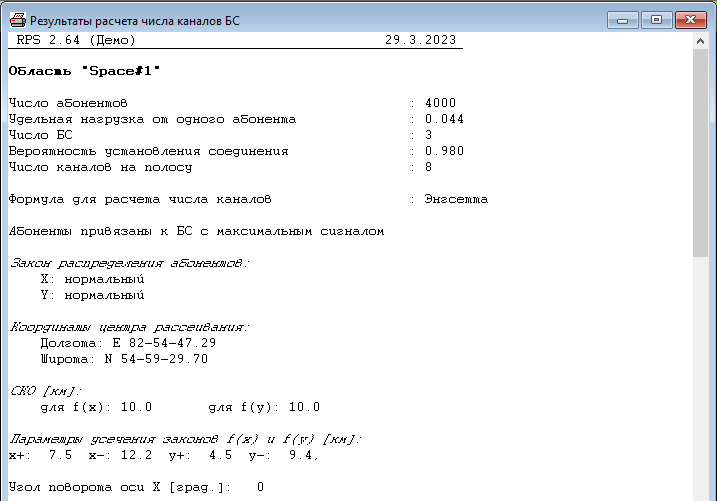 Результаты расчета числа каналов БС
RPS 2.64 (Демо) 29.3.2023
Область "Space#1"
Число абонентов : 4000
Удельная нагрузка от одного абонента : 0.044
Число БС : 3
Вероятность установления соединения : 0.980
Число каналов на полосу : 8
Формула для расчета числа каналов : Энгсетта
Абоненты привязаны к БС с максимальным сигналом
Закон распределения абонентов:
X: нормальный
Y: нормальный
Координаты центра рассеивания:
Долгота: E 82-54-47.29
Широта: N 54-59-29.70
СКО [км]:
для f(x): 10.0 для f(y): 10.0
Параметры усечения законов f(x) и f(y) [км]:
x+: 7.5 x-: 12.2 y+: 4.5 y-: 9.4,
Угол поворота оси X [град.]: 0